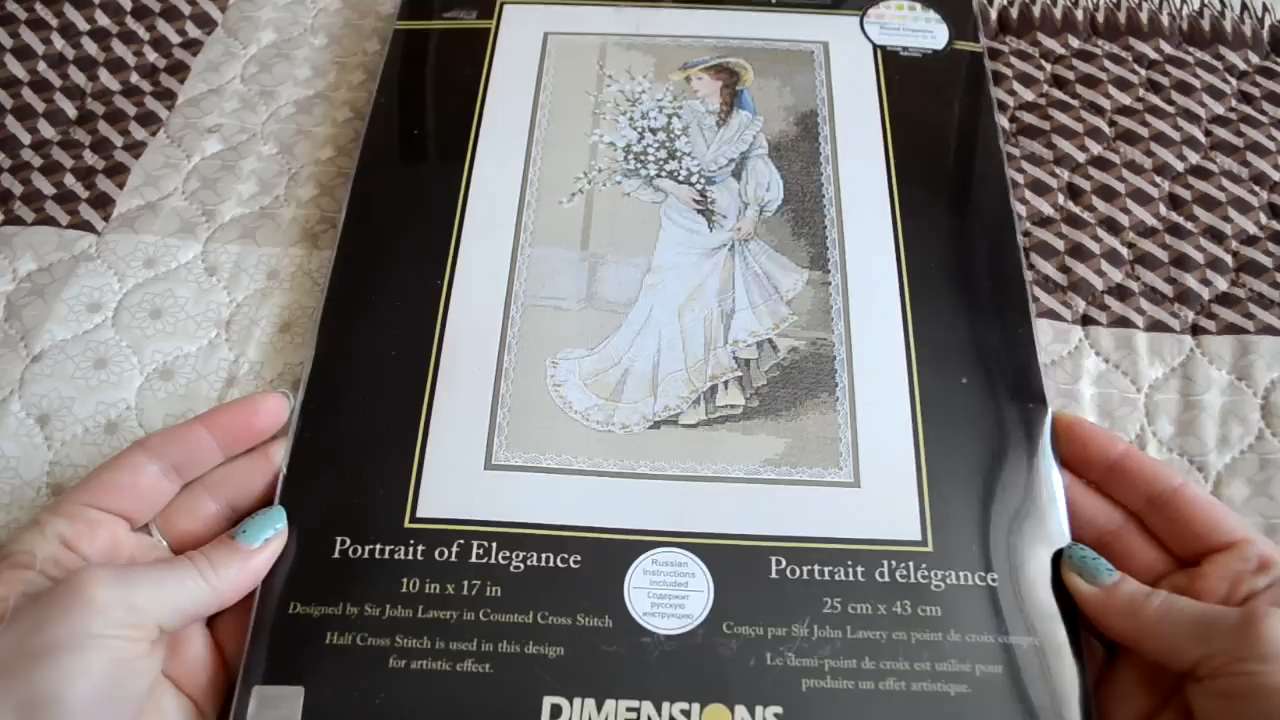 Portrait of Elegance
10 in x 17 in
Designed by Sir John Lavery in Counted Cross Stitch
Half Cross Stitch is used in this design
for artistic effect.
Russian
Instructions
Included
Содержит
русскую
инструкцию
Portrait d'élégance
25 cm x 43 cm
Conçu par Sir John Lavery en point de croix compté
Le demi-point de croix est utilisé pour
produire un effet artistique.
DIMENSIONS